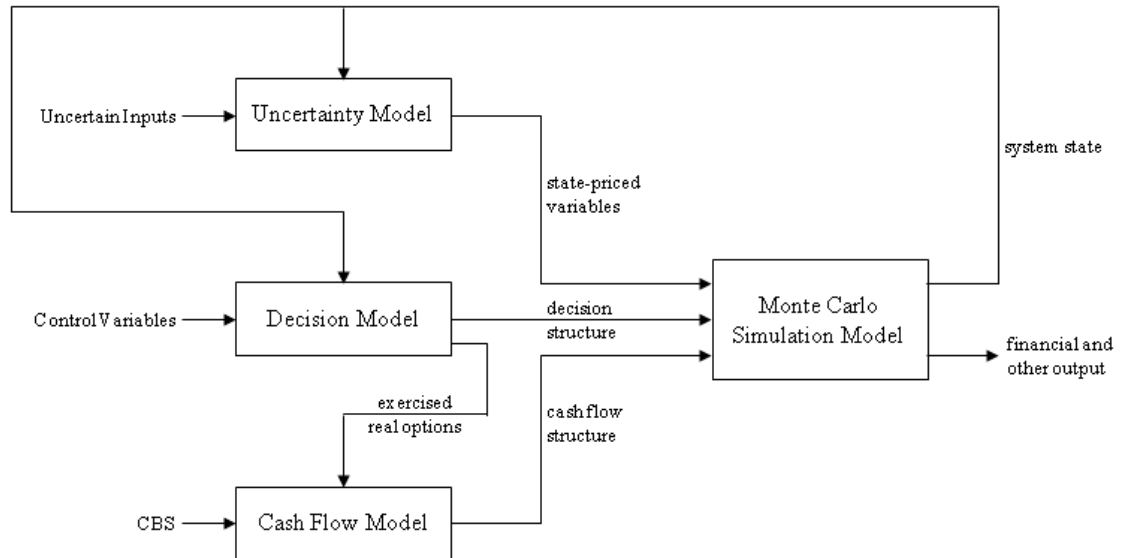 Uncertain Inputs
Uncertainty Model
system state
state-priced
variables
Control Variables
Decision Model
decision
structure
Monte Carlo
Simulation Model
financial and
other output
exercised
real options
cash flow
structure
CBS
Cash Flow Model